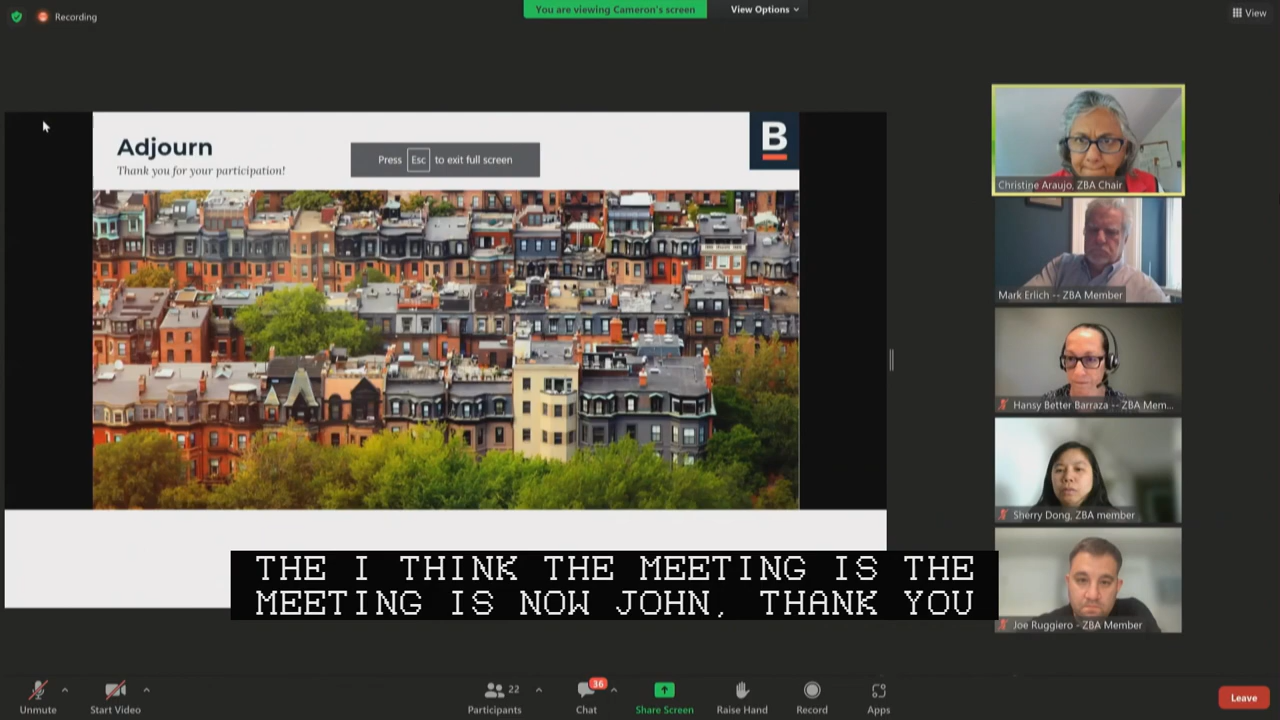 Recording
You are viewing Cameron's screen
View Options
View
Adjourn
Thank you for your participation!
Press Esc to exit full screen
B
Christine Araujo, ZBA Chair
Mark Erlich -- ZBA Member
Hansy Better Barraza -- ZBA Mem...
Sherry Dong, ZBA member
Joe Ruggiero - ZBA Member
THE I THINK THE MEETING IS THE
MEETING IS NOW JOHN, THANK YOU
Unmute
Start Video
22
Participants
36
Chat
Share Screen
Raise Hand
Record
Apps
Leave